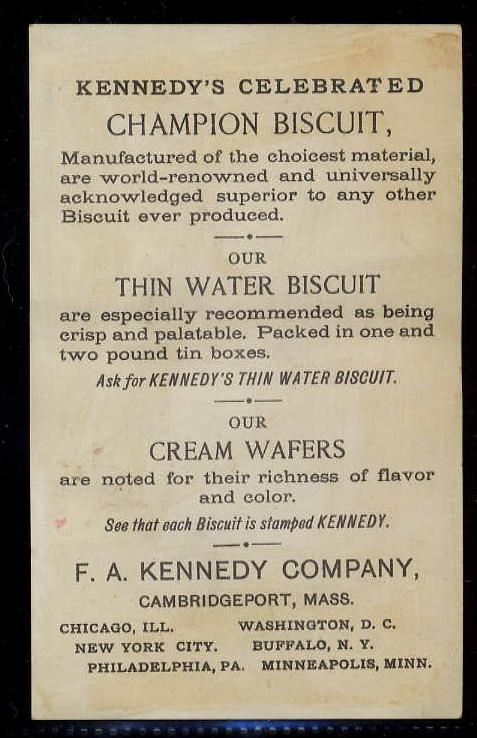 KENNEDY'S CELEBRATED
CHAMPION BISCUIT,
Manufactured of the choicest material,
are world-renowned and universally
acknowledged superior to any other
Biscuit ever produced.
OUR
THIN WATER BISCUIT
are especially recommended as being
crisp and palatable. Packed in one and
two pound tin boxes.
Ask for KENNEDY'S THIN WATER BISCUIT.
OUR
CREAM WAFERS
are noted for their richness of flavor
and color.
See that each Biscuit is stamped KENNEDY.
F. A. KENNEDY COMPANY,
CAMBRIDGEPORT, MASS.
CHICAGO, ILL. WASHINGTON, D. C.
NEW YORK CITY. BUFFALO, N. Y.
PHILADELPHIA, PA. MINNEAPOLIS, MINN.